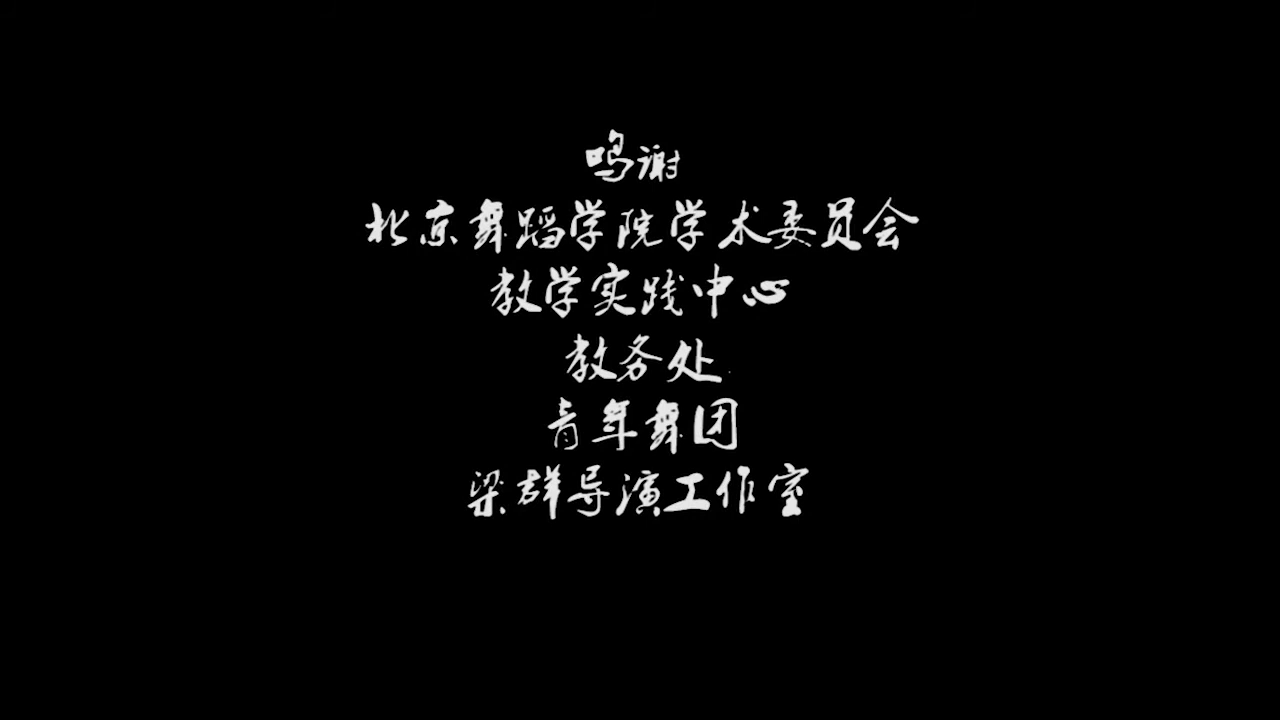 鸣谢
北京舞蹈学院学术委员会
教学实践中心
教务处
青年舞团
梁群导演工作室